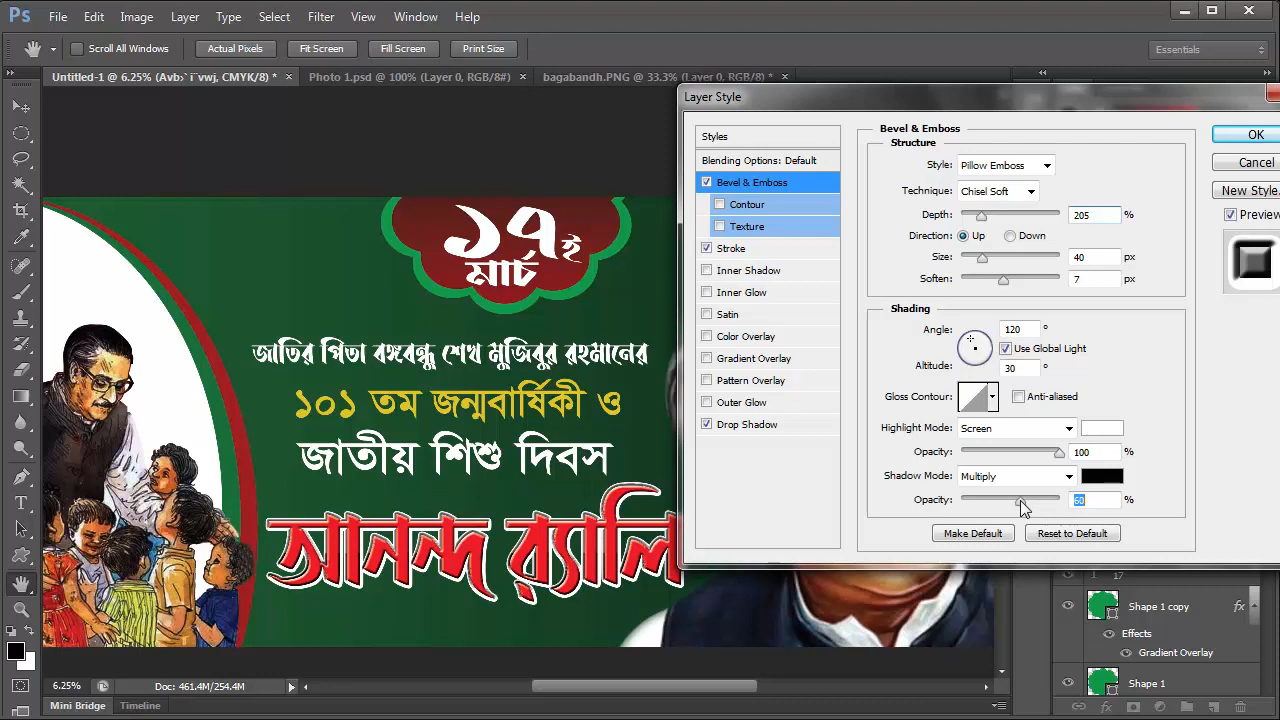 Ps File Edit Image Layer Type Select Filter View Window Help
Scroll All Windows Actual Pixels Fit Screen Fill Screen Print Size Essentials
Untitled-1 @ 6.25% (Avb>` i¨vwj, CMYK/8) * × Photo 1.psd @ 100% (Layer 0, RGB/8#) × bagabandh.PNG @ 33.3% (Layer 0, RGB/8) * ×
Layer Style
Styles
Blending Options: Default
Bevel & Emboss
Contour
Texture
Stroke
Inner Shadow
Inner Glow
Satin
Color Overlay
Gradient Overlay
Pattern Overlay
Outer Glow
Drop Shadow
Bevel & Emboss
Structure
Style: Pillow Emboss
Technique: Chisel Soft
Depth: 205 %
Direction: Up Down
Size: 40 px
Soften: 7 px
Shading
Angle: 120 °
Use Global Light
Altitude: 30 °
Gloss Contour: Anti-aliased
Highlight Mode: Screen
Opacity: 100 %
Shadow Mode: Multiply
Opacity: 60 %
Make Default Reset to Default
OK
Cancel
New Style
Preview
১৭ই
মার্চ
জাতির পিতা বঙ্গবন্ধু শেখ মুজিবুর রহমানের
১০১ তম জন্মবার্ষিকী ও
জাতীয় শিশু দিবস
আনন্দ র‍্যালি
T 17
Shape 1 copy fx
Effects
Gradient Overlay
Shape 1
6.25% Doc: 461.4M/254.4M
Mini Bridge Timeline